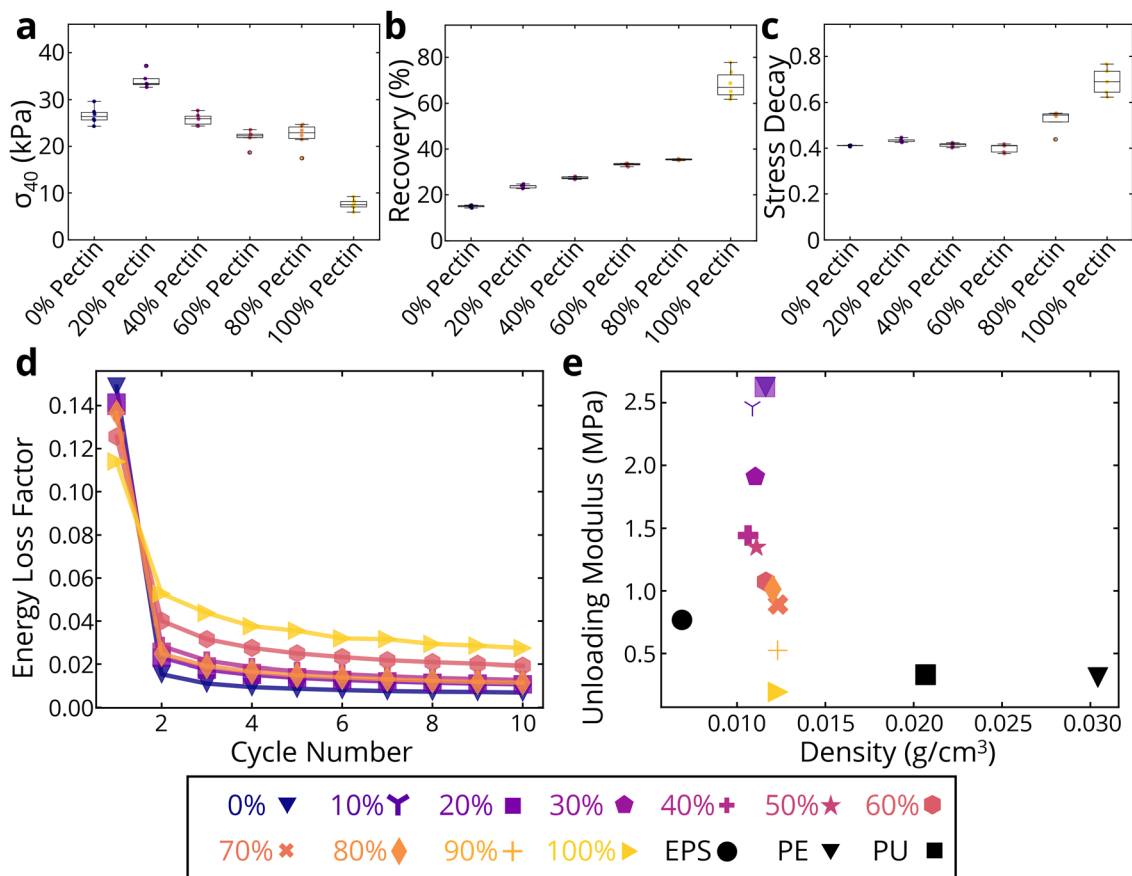 a
σ40 (kPa)
40
30
20
10
0
0% Pectin
20% Pectin
40% Pectin
60% Pectin
80% Pectin
100% Pectin
b
Recovery (%)
80
60
40
20
0
0% Pectin
20% Pectin
40% Pectin
60% Pectin
80% Pectin
100% Pectin
c
Stress Decay
0.8
0.6
0.4
0.2
0
0% Pectin
20% Pectin
40% Pectin
60% Pectin
80% Pectin
100% Pectin
d
Energy Loss Factor
0.14
0.12
0.10
0.08
0.06
0.04
0.02
0.00
2 4 6 8 10
Cycle Number
e
Unloading Modulus (MPa)
2.5
2.0
1.5
1.0
0.5
0.010 0.015 0.020 0.025 0.030
Density (g/cm³)
0% 10% 20% 30% 40% 50% 60%
70% 80% 90% 100% EPS PE PU